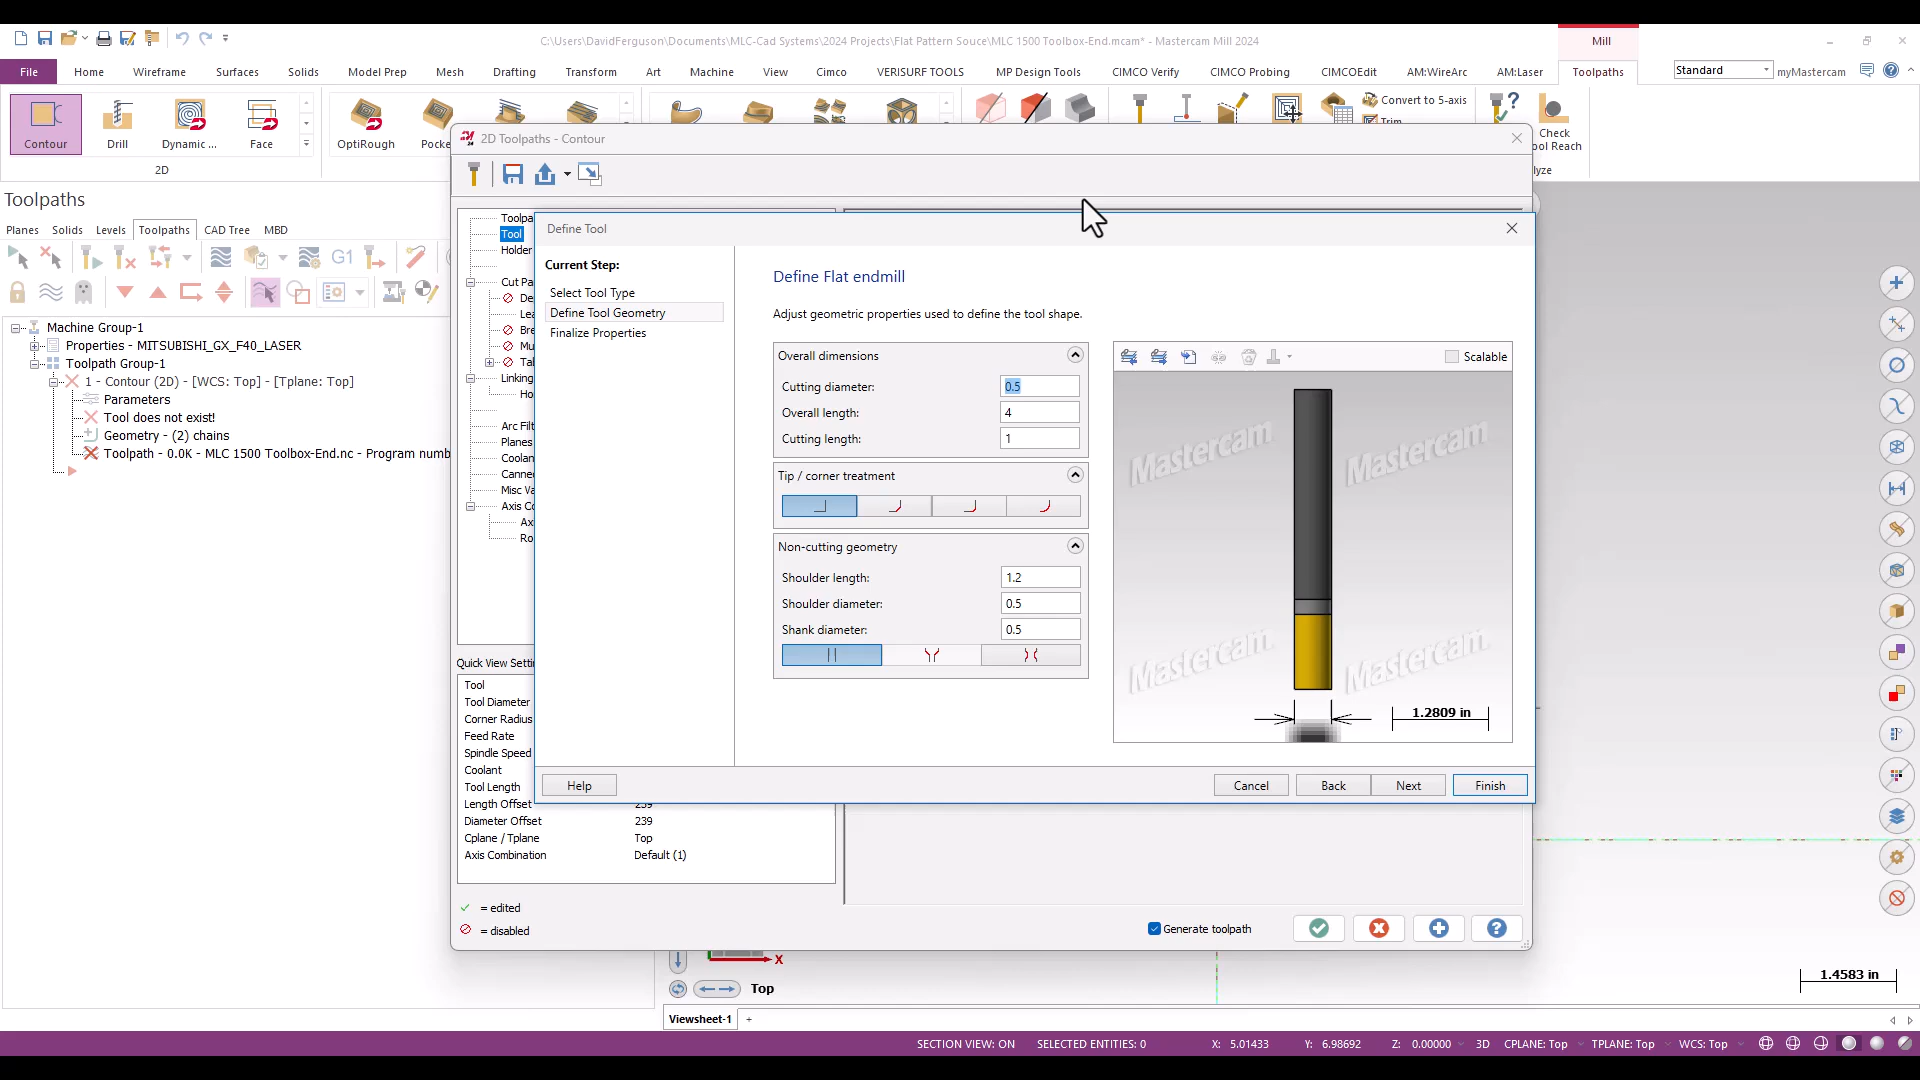 C:\Users\DavidFerguson\Documents\MLC-Cad Systems\2024 Projects\Flat Pattern Souce\MLC 1500 Toolbox-End.mcam* - Mastercam Mill 2024
Mill
File Home Wireframe Surfaces Solids Model Prep Mesh Drafting Transform Art Machine View Cimco VERISURF TOOLS MP Design Tools CIMCO Verify CIMCO Probing CIMCOEdit AM:WireArc AM:Laser Toolpaths
Standard myMastercam
Contour Drill Dynamic ... Face OptiRough
Convert to 5-axis
Trim
Check
ool Reach
2D
lyze
2D Toolpaths - Contour
Toolpaths
Planes Solids Levels Toolpaths CAD Tree MBD
G1
Machine Group-1
Properties - MITSUBISHI_GX_F40_LASER
Toolpath Group-1
1 - Contour (2D) - [WCS: Top] - [Tplane: Top]
Parameters
Tool does not exist!
Geometry - (2) chains
Toolpath - 0.0K - MLC 1500 Toolbox-End.nc - Program numb
Tool
Holder
Linking
Arc Filt
Planes
Quick View Setti
Tool
Tool Diameter
Corner Radius
Feed Rate
Spindle Speed
Coolant
Tool Length
Length Offset 239
Diameter Offset 239
Cplane / Tplane Top
Axis Combination Default (1)
= edited
= disabled
Define Tool
Current Step:
Select Tool Type
Define Tool Geometry
Finalize Properties
Define Flat endmill
Adjust geometric properties used to define the tool shape.
Overall dimensions
Cutting diameter: 0.5
Overall length: 4
Cutting length: 1
Tip / corner treatment
Non-cutting geometry
Shoulder length: 1.2
Shoulder diameter: 0.5
Shank diameter: 0.5
Scalable
Mastercam Mastercam
Mastercam Mastercam
1.2809 in
Help Cancel Back Next Finish
Generate toolpath
X
Top
1.4583 in
Viewsheet-1 +
SECTION VIEW: ON SELECTED ENTITIES: 0 X: 5.01433 Y: 6.98692 Z: 0.00000 3D CPLANE: Top TPLANE: Top WCS: Top